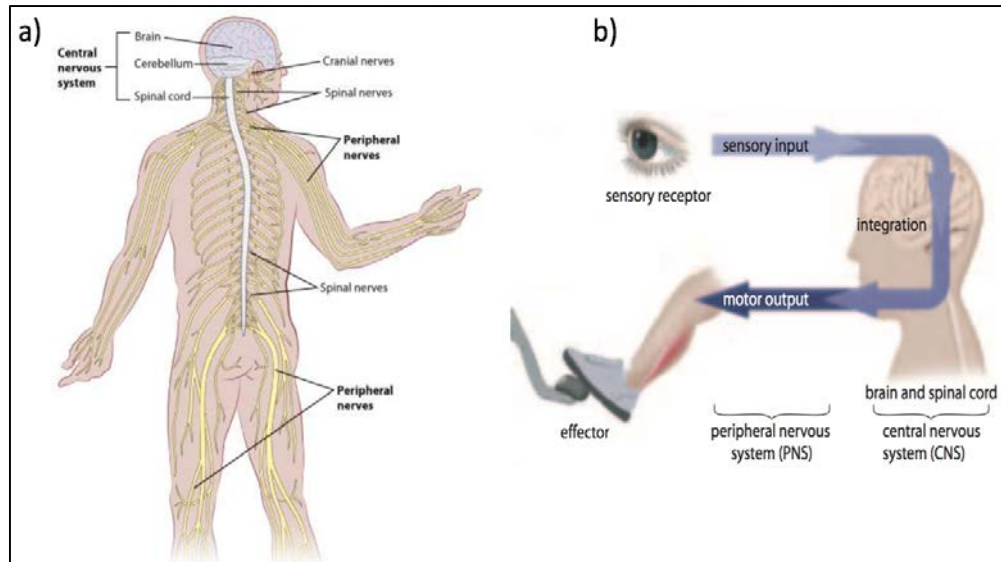 a)
Brain
Central
nervous
system
Cerebellum
Spinal cord
Cranial nerves
Spinal nerves
Peripheral
nerves
Spinal nerves
Peripheral
nerves
b)
sensory input
sensory receptor
integration
motor output
effector
peripheral nervous
system (PNS)
brain and spinal cord
central nervous
system (CNS)